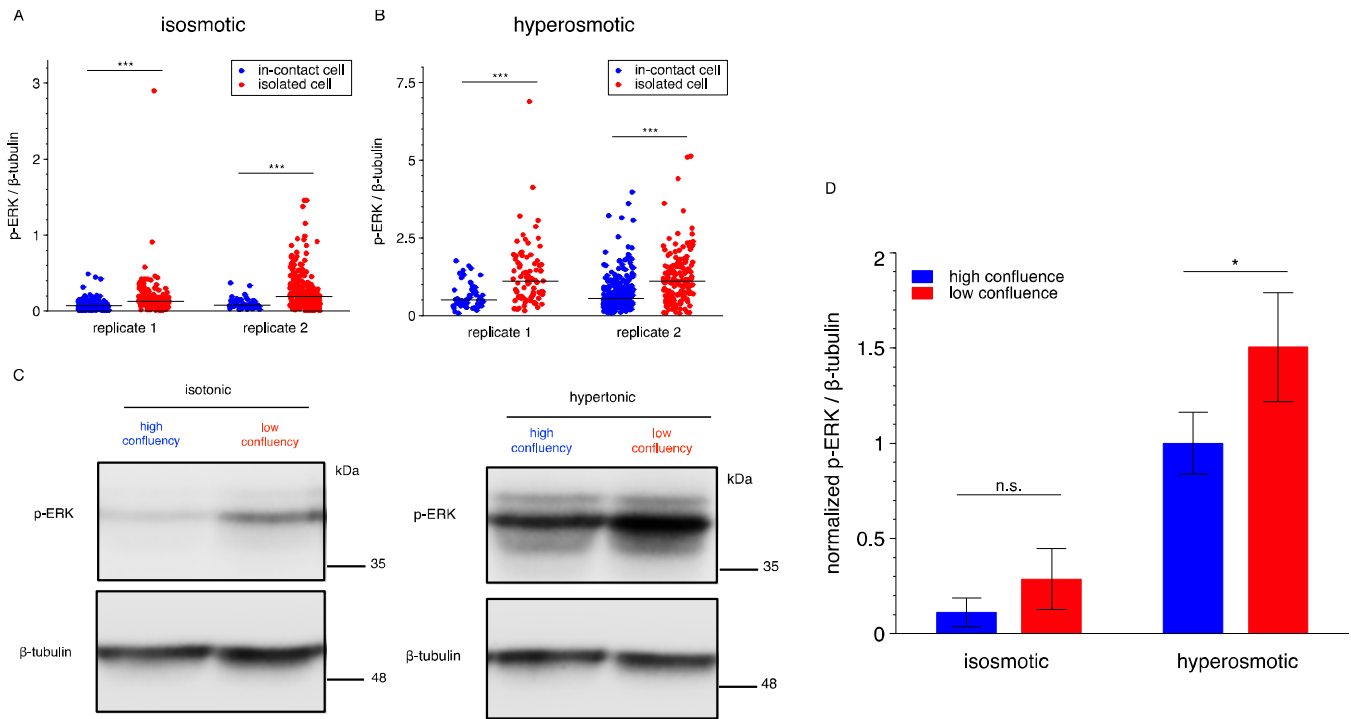 A
isosmotic
in-contact cell
isolated cell
***
***
p-ERK / β-tubulin
3
2
1
0
replicate 1
replicate 2
B
hyperosmotic
in-contact cell
isolated cell
***
***
p-ERK / β-tubulin
7.5
5
2.5
0
replicate 1
replicate 2
C
isotonic
high
confluency
low
confluency
kDa
p-ERK
35
β-tubulin
48
hypertonic
high
confluency
low
confluency
kDa
p-ERK
35
β-tubulin
48
D
high confluence
low confluence
normalized p-ERK / β-tubulin
2
1.5
1
0.5
0
n.s.
*
isosmotic
hyperosmotic